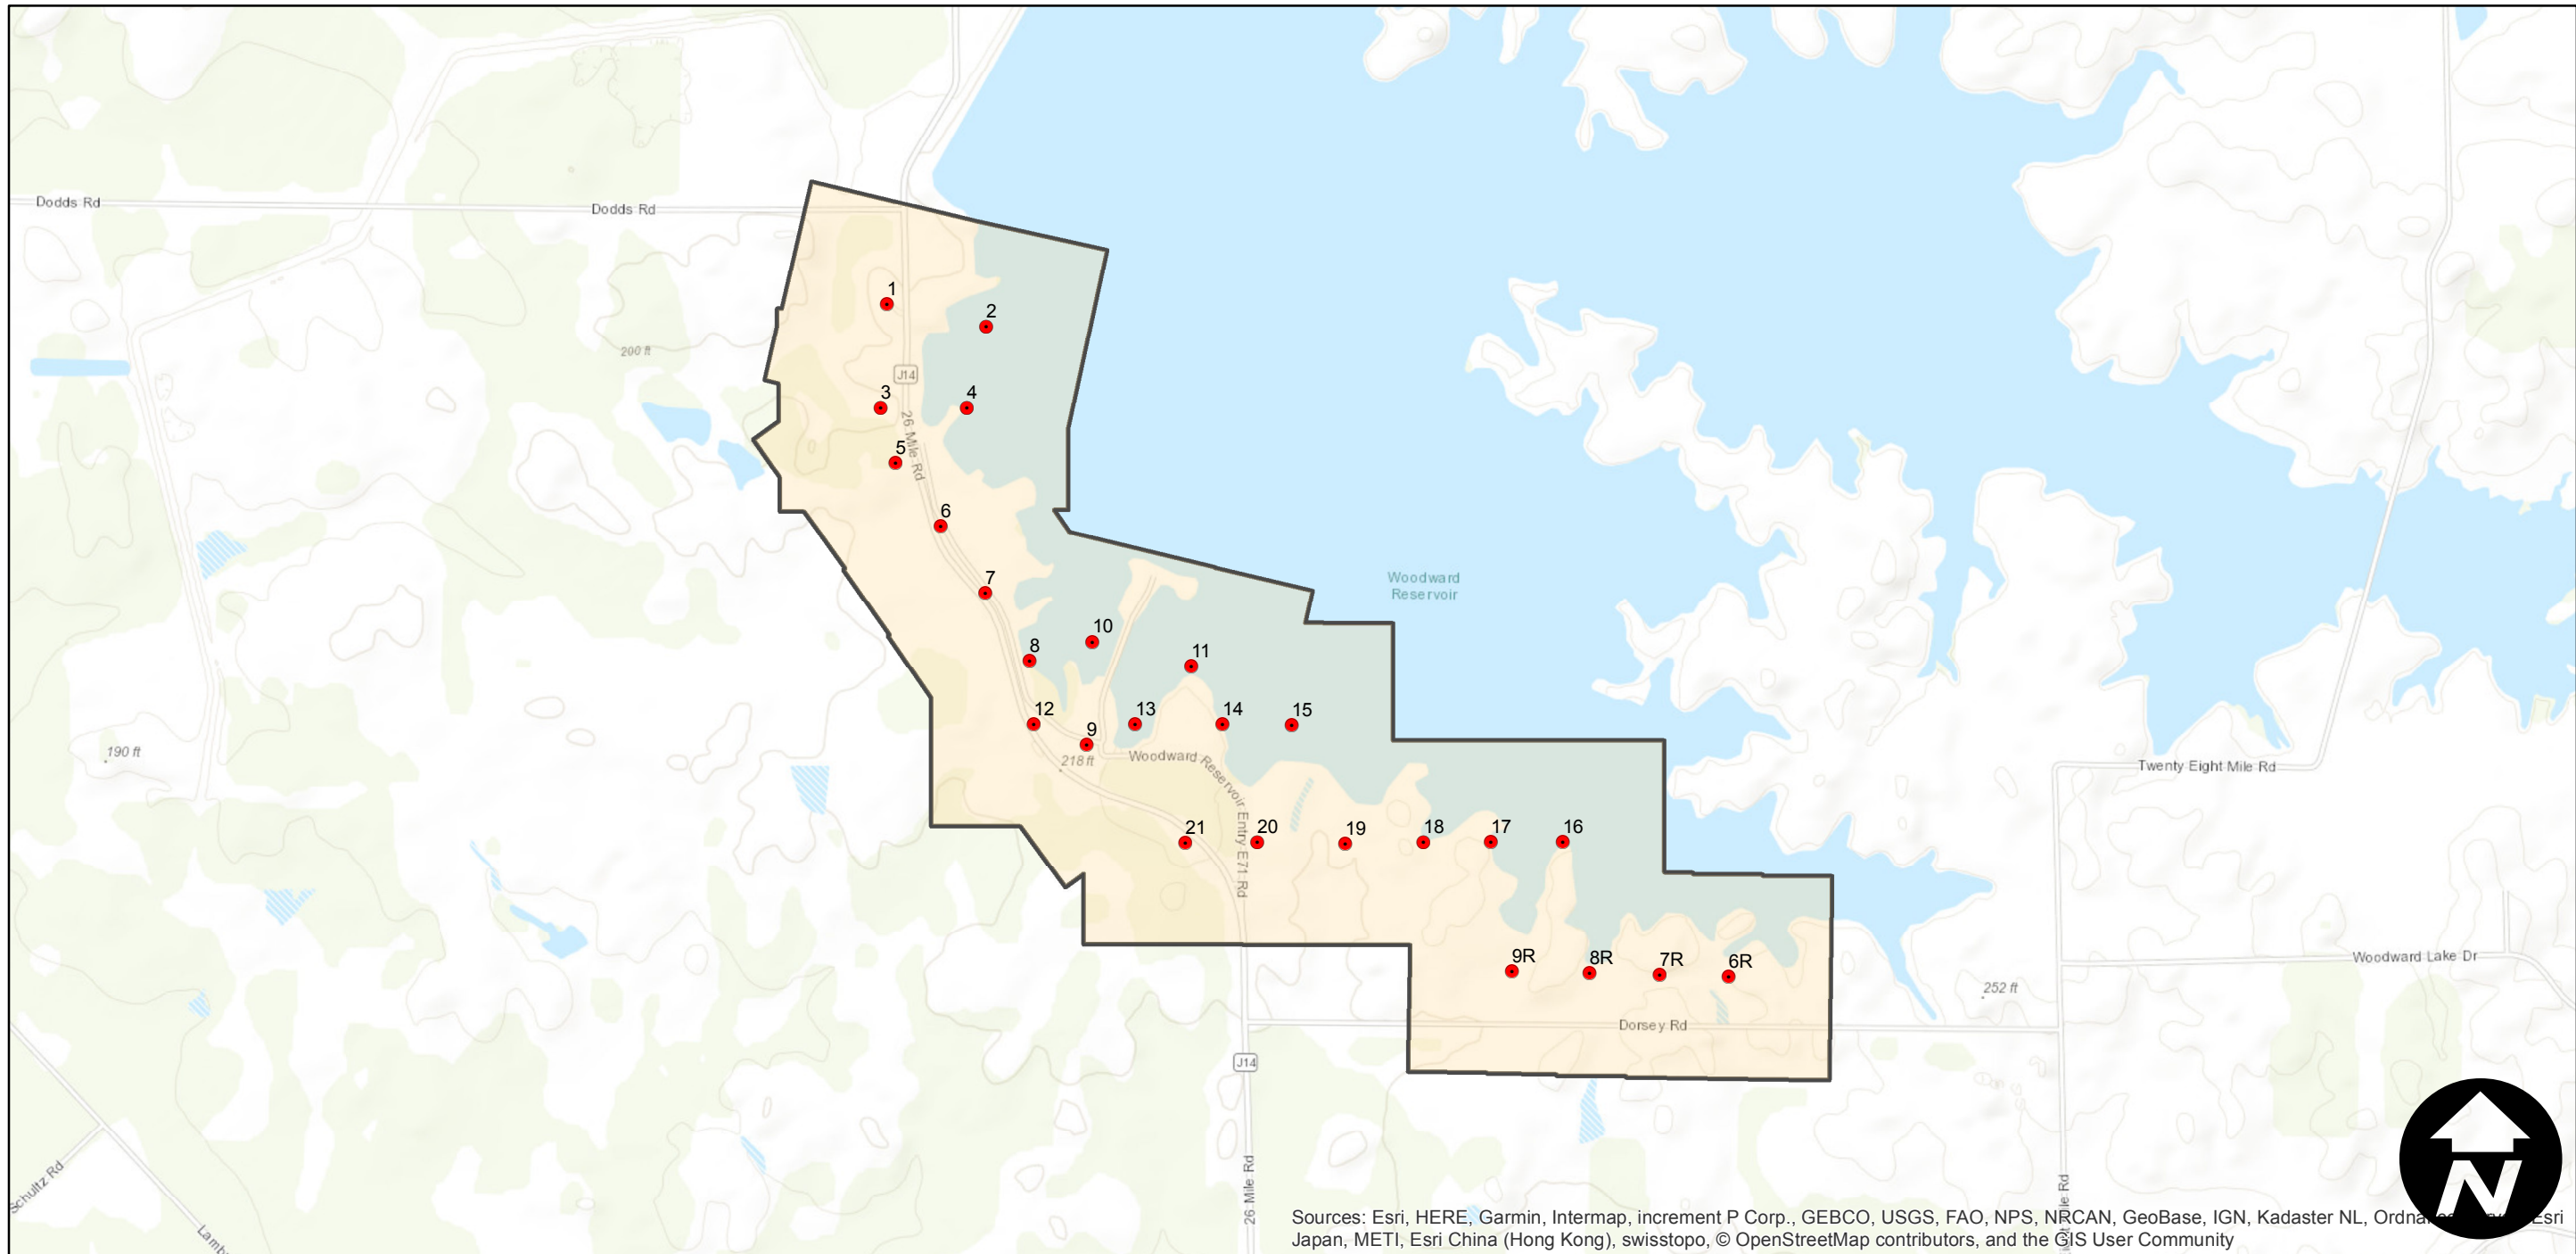 Dodds Rd
Dodds Rd
1
2
200 ft
J14
3
4
26 Mile Rd
5
6
7
Woodward
Reservoir
10
8
11
12
13
14
15
9
190 ft
218 ft
Woodward Reservoir Entry E71 Rd
Twenty Eight Mile Rd
21
20
19
18
17
16
9R
8R
7R
6R
Woodward Lake Dr
252 ft
Dorsey Rd
J14
Schultz Rd
26 Mile Rd
Mile Rd
N
Sources: Esri, HERE, Garmin, Intermap, increment P Corp., GEBCO, USGS, FAO, NPS, NRCAN, GeoBase, IGN, Kadaster NL, Esri
Japan, METI, Esri China (Hong Kong), swisstopo, © OpenStreetMap contributors, and the GIS User Community